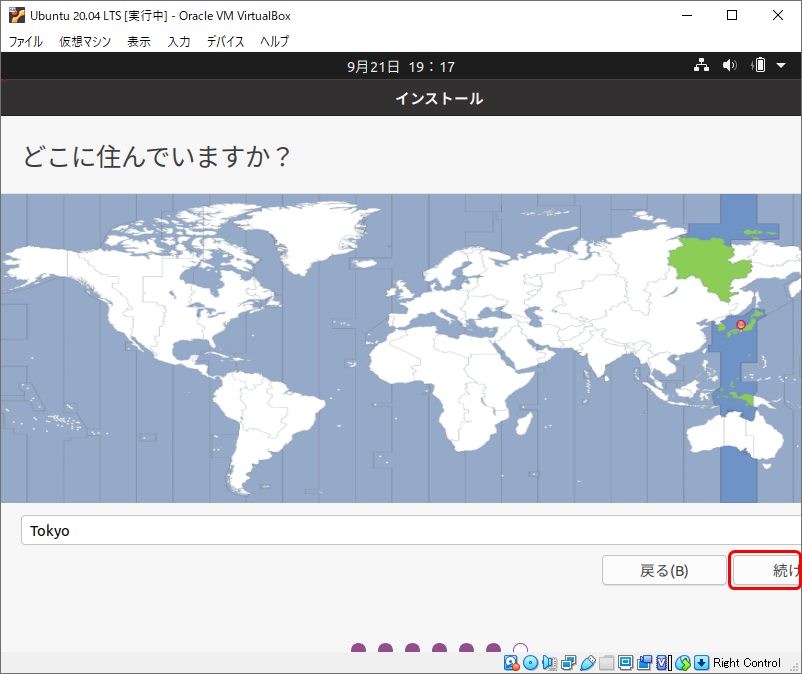 Ubuntu 20.04 LTS [実行中] - Oracle VM VirtualBox
ファイル 仮想マシン 表示 入力 デバイス ヘルプ
9月21日 19：17
インストール
どこに住んでいますか？
Tokyo
戻る(B)
続け
Right Control